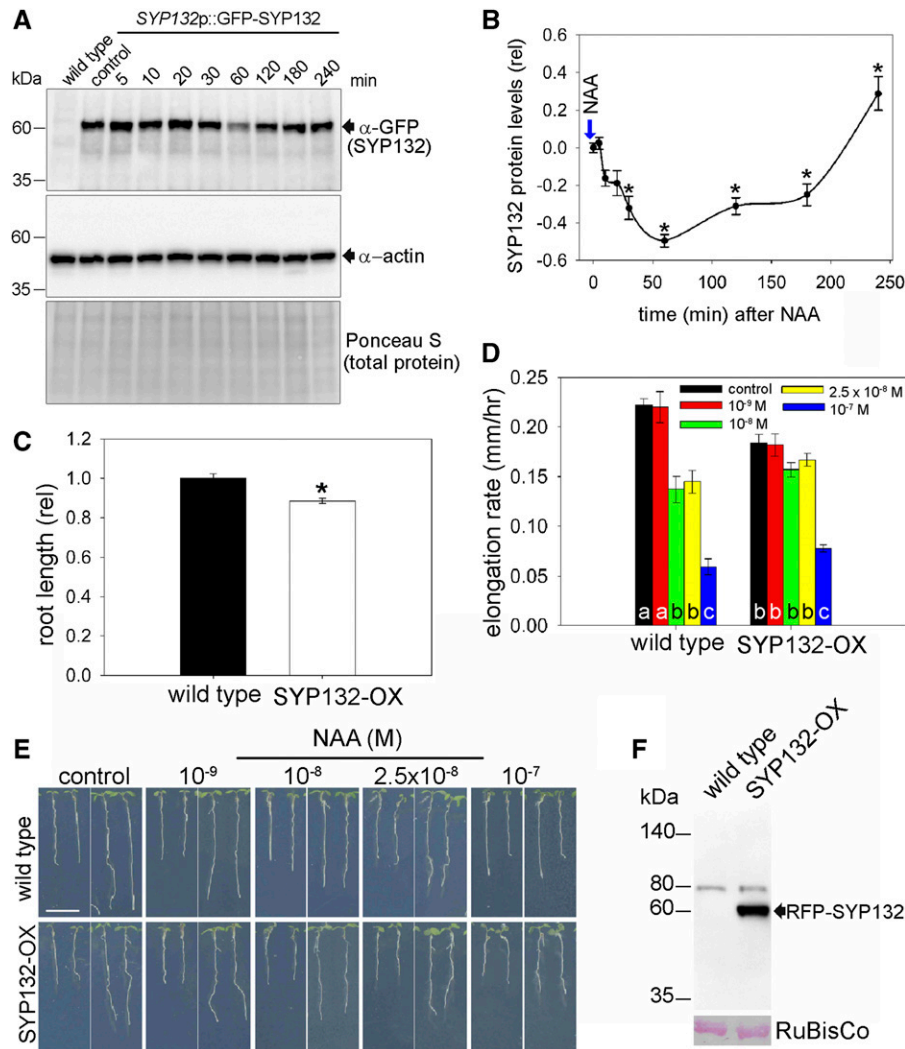 A
SYP132p::GFP-SYP132
kDa
wild type
control
5
10
20
30
60
120
180
240
min
60
35
α-GFP
(SYP132)
60
35
α-actin
Ponceau S
(total protein)
B
SYP132 protein levels (rel)
0.6
0.4
0.2
0.0
-0.2
-0.4
-0.6
NAA
*
*
*
*
*
0
50
100
150
200
250
time (min) after NAA
C
root length (rel)
1.2
1.0
0.8
0.6
0.4
0.2
0.0
*
wild type
SYP132-OX
D
elongation rate (mm/hr)
0.25
0.20
0.15
0.10
0.05
0.00
control
10⁻⁹ M
10⁻⁸ M
2.5 x 10⁻⁸ M
10⁻⁷ M
a a b b c
b b b b c
wild type
SYP132-OX
E
NAA (M)
control
10⁻⁹
10⁻⁸
2.5x10⁻⁸
10⁻⁷
wild type
SYP132-OX
F
wild type
SYP132-OX
kDa
140
80
60
35
RFP-SYP132
RuBisCo